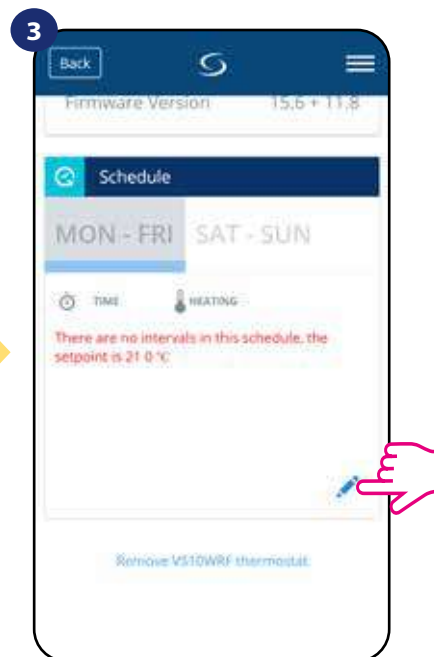 3
Back
Firmware Version 15.6 + 11.8
Schedule
MON - FRI SAT - SUN
TIME HEATING
There are no intervals in this schedule, the
setpoint is 21 0 °C
Remove VS10WRF thermostat